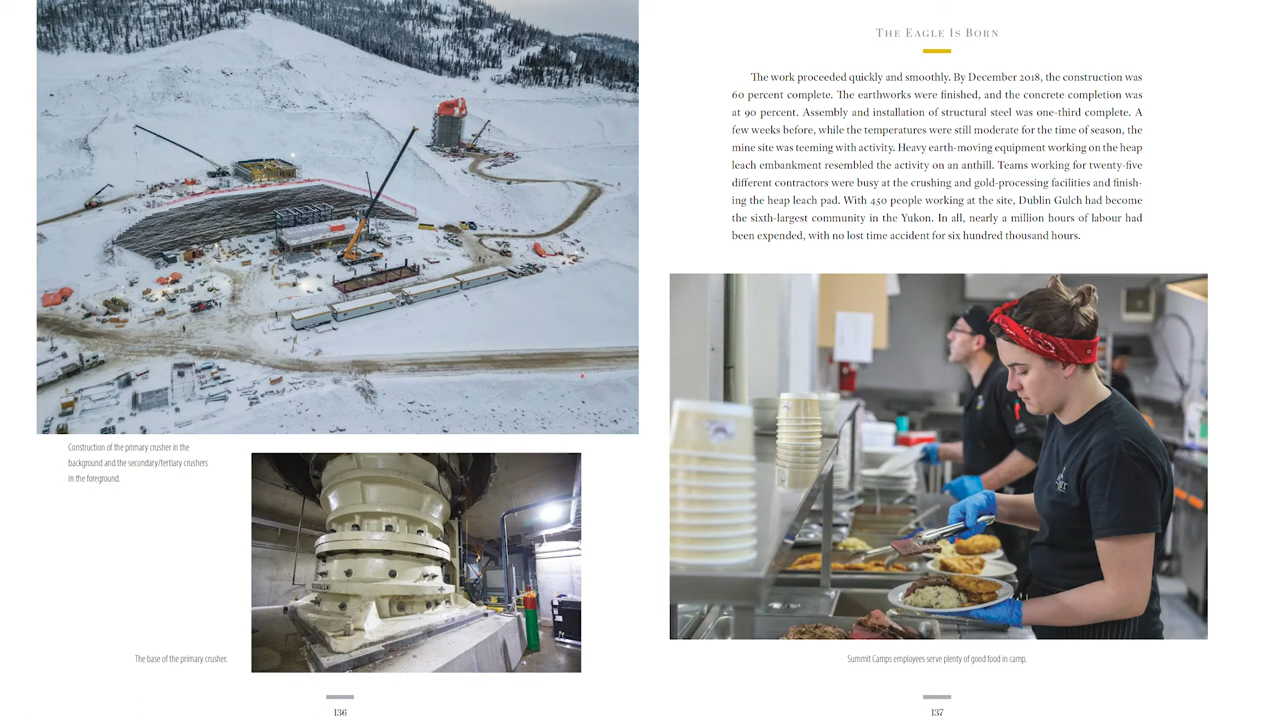 Construction of the primary crusher in the
background and the secondary/tertiary crushers
in the foreground.
The base of the primary crusher.
136
The Eagle Is Born
The work proceeded quickly and smoothly. By December 2018, the construction was
60 percent complete. The earthworks were finished, and the concrete completion was
at 90 percent. Assembly and installation of structural steel was one-third complete. A
few weeks before, while the temperatures were still moderate for the time of season, the
mine site was teeming with activity. Heavy earth-moving equipment working on the heap
leach embankment resembled the activity on an anthill. Teams working for twenty-five
different contractors were busy at the crushing and gold-processing facilities and finish-
ing the heap leach pad. With 450 people working at the site, Dublin Gulch had become
the sixth-largest community in the Yukon. In all, nearly a million hours of labour had
been expended, with no lost time accident for six hundred thousand hours.
Summit Camps employees serve plenty of good food in camp.
137